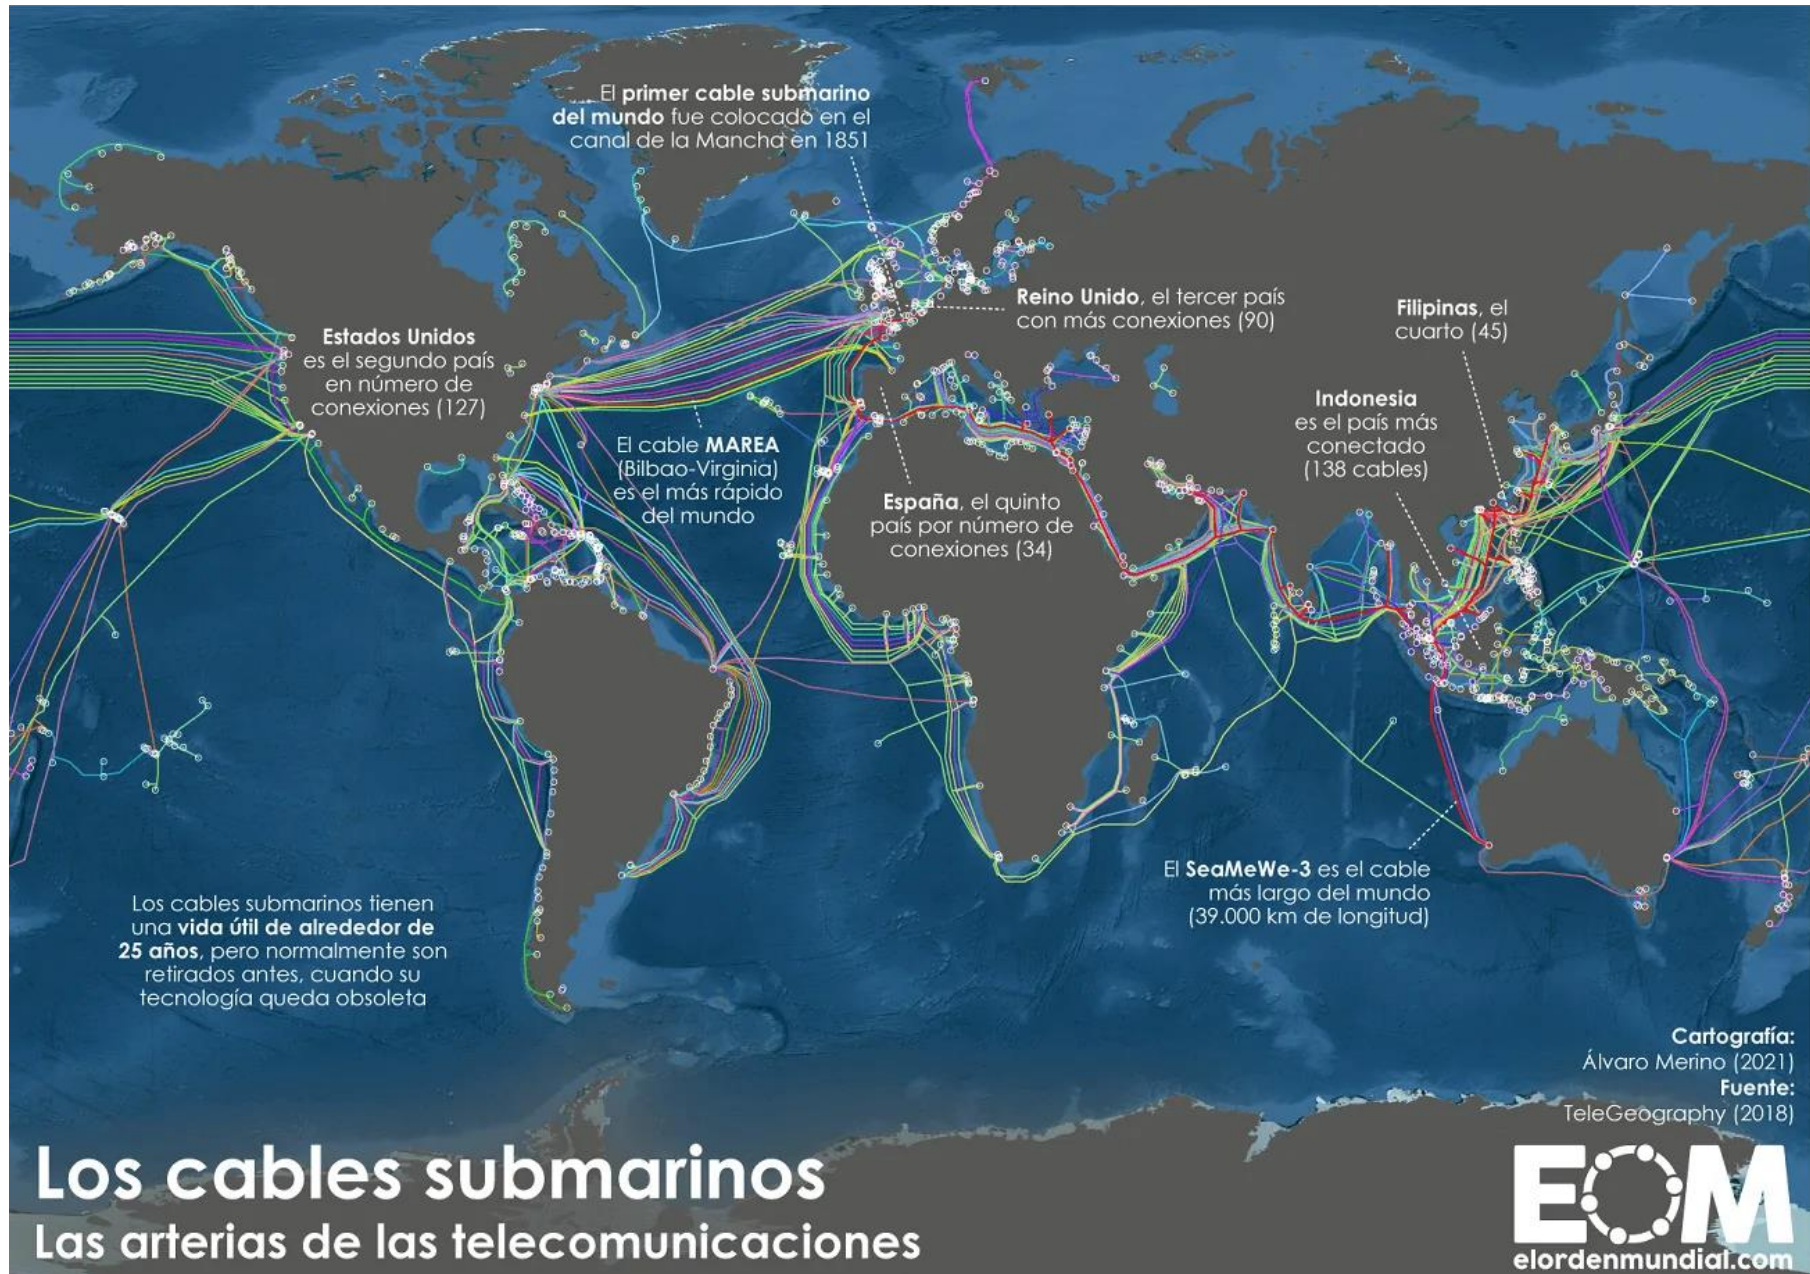 El primer cable submarino
del mundo fue colocado en el
canal de la Mancha en 1851
Reino Unido, el tercer país
con más conexiones (90)
Filipinas, el
cuarto (45)
Estados Unidos
es el segundo país
en número de
conexiones (127)
Indonesia
es el país más
conectado
(138 cables)
El cable MAREA
(Bilbao-Virginia)
es el más rápido
del mundo
España, el quinto
país por número de
conexiones (34)
El SeaMeWe-3 es el cable
más largo del mundo
(39.000 km de longitud)
Los cables submarinos tienen
una vida útil de alrededor de
25 años, pero normalmente son
retirados antes, cuando su
tecnología queda obsoleta
Cartografía:
Álvaro Merino (2021)
Fuente:
TeleGeography (2018)
Los cables submarinos
Las arterias de las telecomunicaciones
EOM
elordenmundial.com